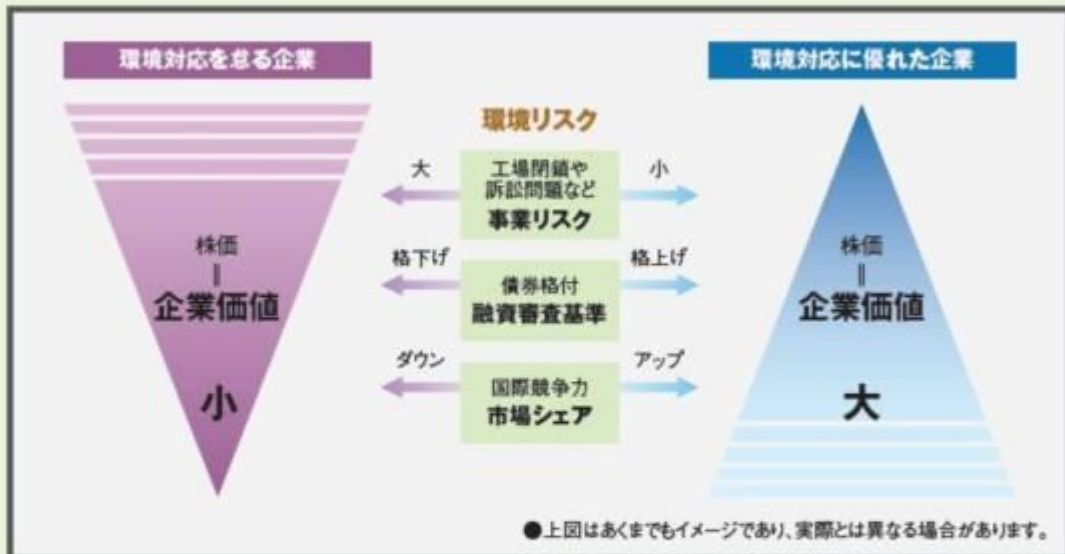 環境対応を怠る企業
環境対応に優れた企業
環境リスク
大
工場閉鎖や
訴訟問題など
事業リスク
小
株価
=
企業価値
小
格下げ
債券格付
融資審査基準
格上げ
ダウン
国際競争力
市場シェア
アップ
株価
=
企業価値
大
●上図はあくまでもイメージであり、実際とは異なる場合があります。